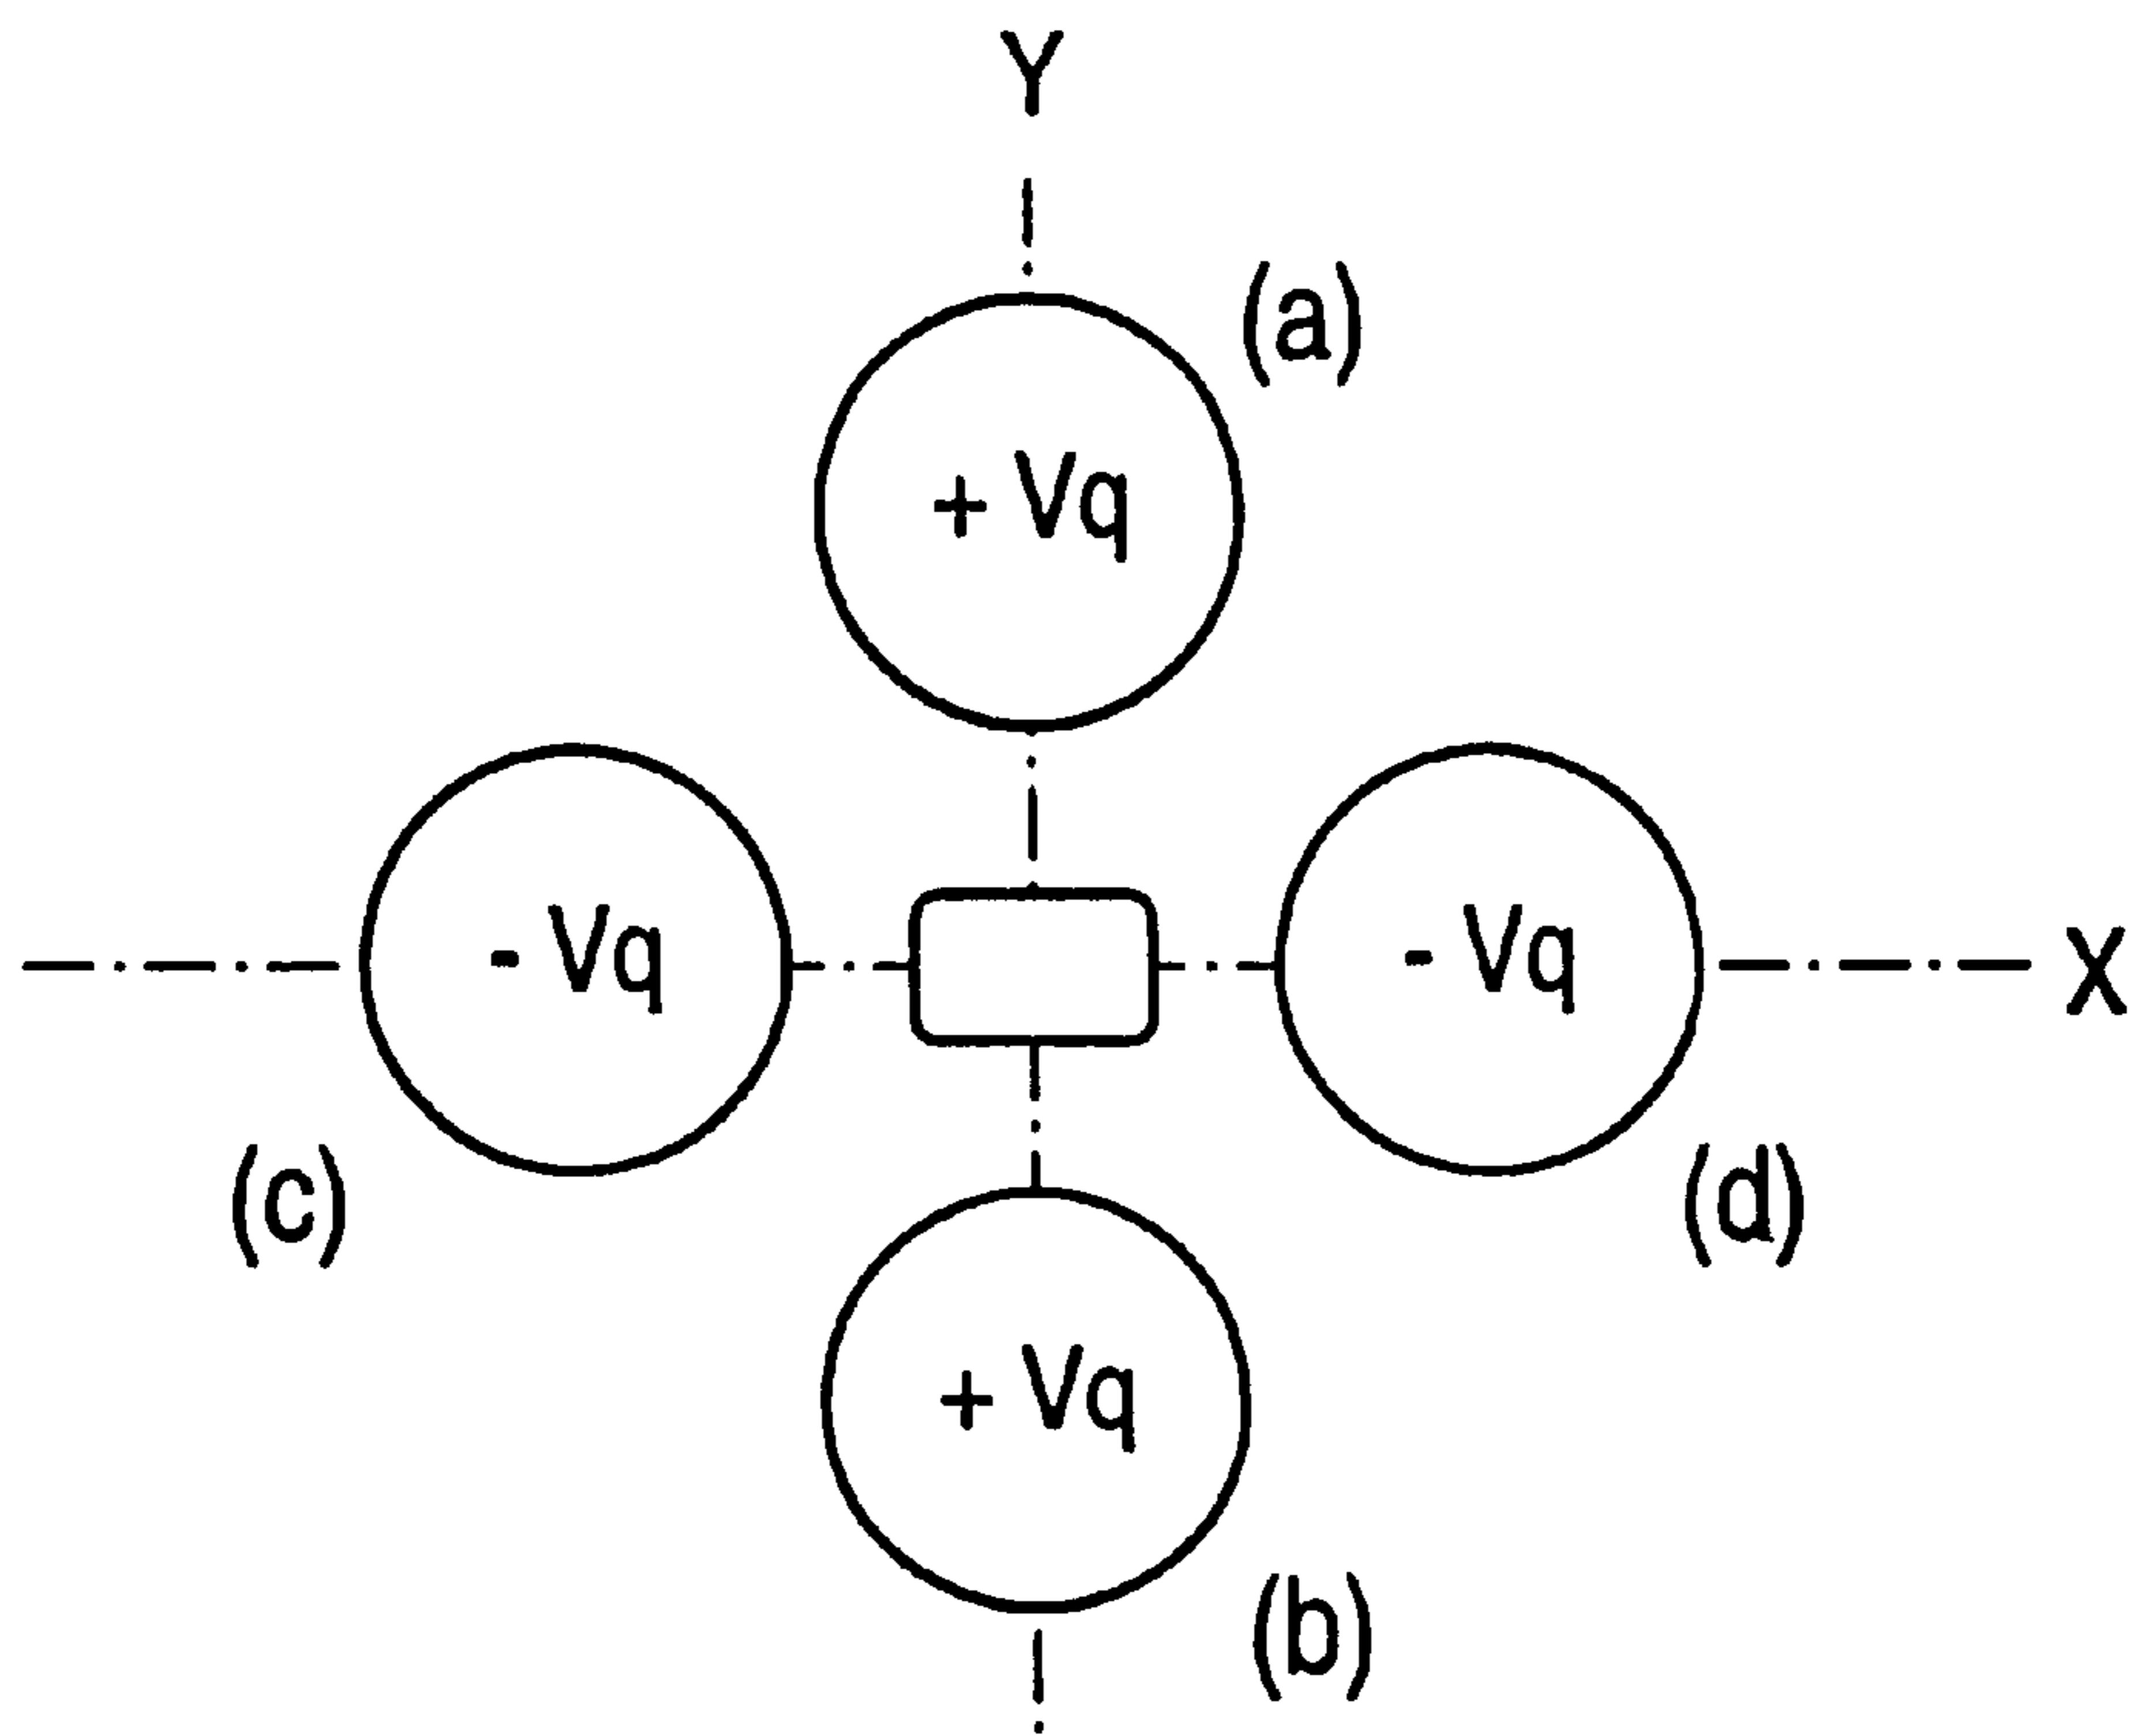 Y
(a)
+ Vq
- Vq
- Vq
X
(c)
(d)
+ Vq
(b)